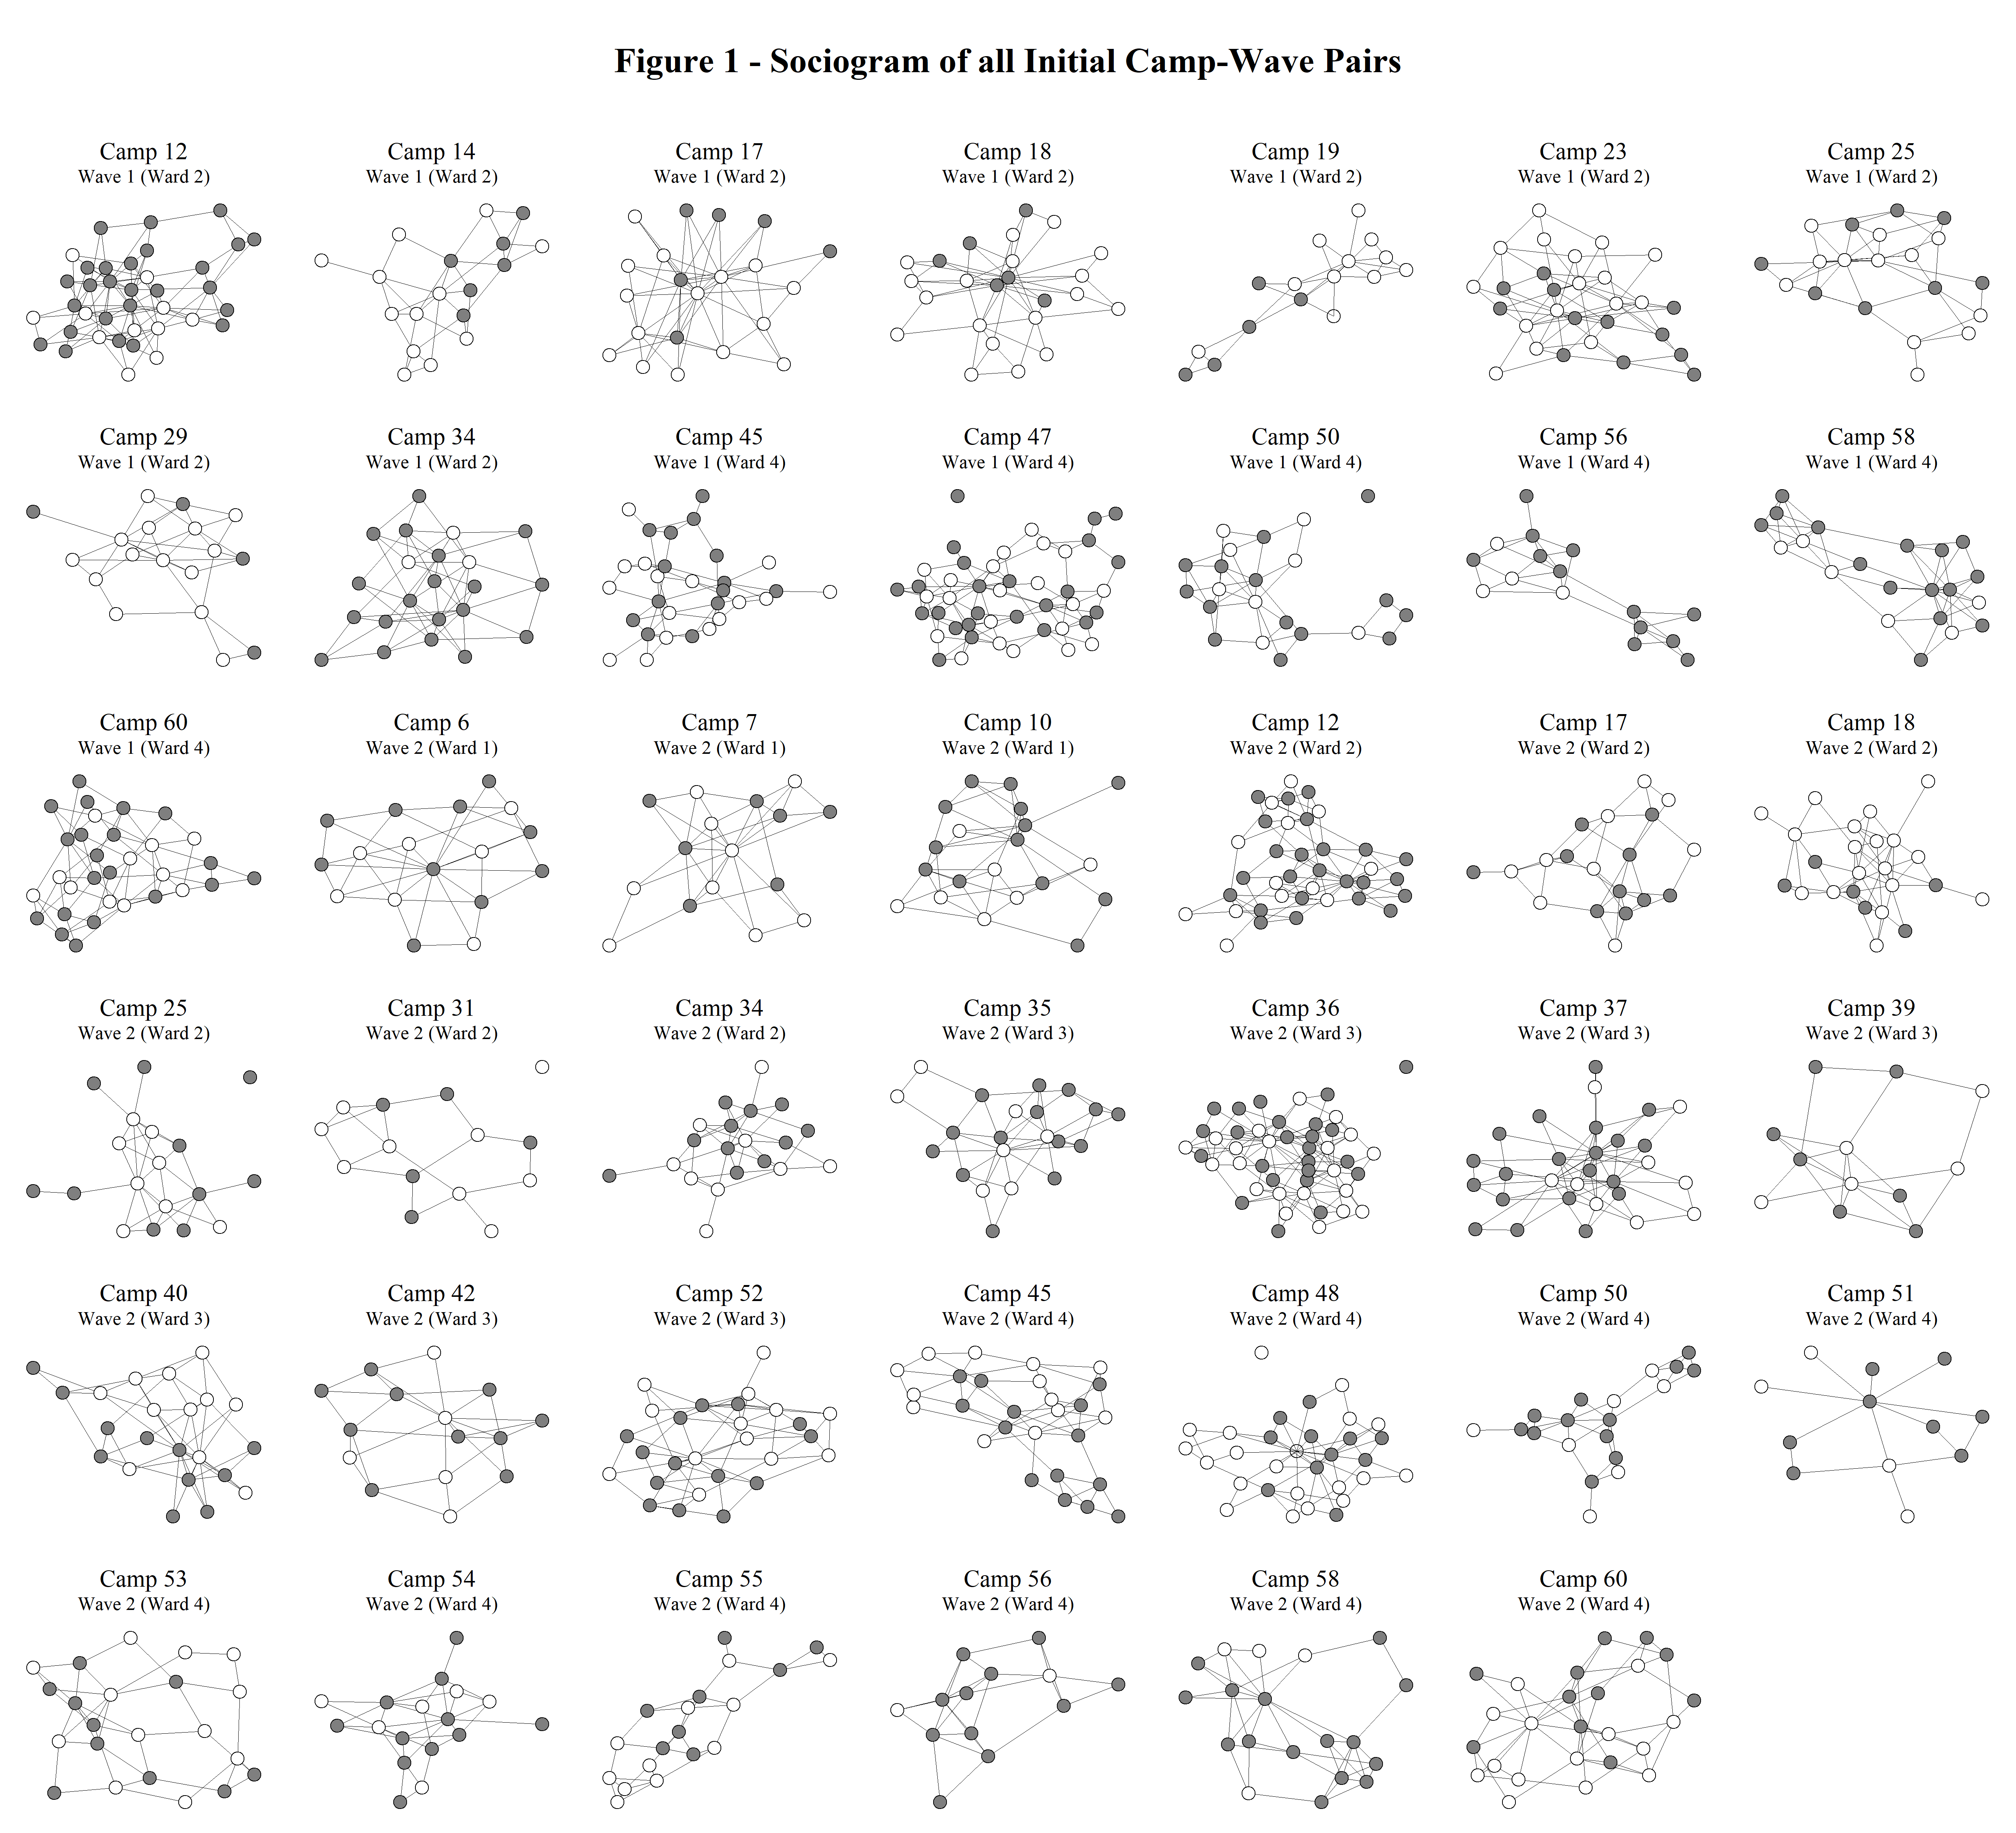 Figure 1 - Sociogram of all Initial Camp-Wave Pairs
Camp 12
Wave 1 (Ward 2)
Camp 14
Wave 1 (Ward 2)
Camp 17
Wave 1 (Ward 2)
Camp 18
Wave 1 (Ward 2)
Camp 19
Wave 1 (Ward 2)
Camp 23
Wave 1 (Ward 2)
Camp 25
Wave 1 (Ward 2)
Camp 29
Wave 1 (Ward 2)
Camp 34
Wave 1 (Ward 2)
Camp 45
Wave 1 (Ward 4)
Camp 47
Wave 1 (Ward 4)
Camp 50
Wave 1 (Ward 4)
Camp 56
Wave 1 (Ward 4)
Camp 58
Wave 1 (Ward 4)
Camp 60
Wave 1 (Ward 4)
Camp 6
Wave 2 (Ward 1)
Camp 7
Wave 2 (Ward 1)
Camp 10
Wave 2 (Ward 1)
Camp 12
Wave 2 (Ward 2)
Camp 17
Wave 2 (Ward 2)
Camp 18
Wave 2 (Ward 2)
Camp 25
Wave 2 (Ward 2)
Camp 31
Wave 2 (Ward 2)
Camp 34
Wave 2 (Ward 2)
Camp 35
Wave 2 (Ward 3)
Camp 36
Wave 2 (Ward 3)
Camp 37
Wave 2 (Ward 3)
Camp 39
Wave 2 (Ward 3)
Camp 40
Wave 2 (Ward 3)
Camp 42
Wave 2 (Ward 3)
Camp 52
Wave 2 (Ward 3)
Camp 45
Wave 2 (Ward 4)
Camp 48
Wave 2 (Ward 4)
Camp 50
Wave 2 (Ward 4)
Camp 51
Wave 2 (Ward 4)
Camp 53
Wave 2 (Ward 4)
Camp 54
Wave 2 (Ward 4)
Camp 55
Wave 2 (Ward 4)
Camp 56
Wave 2 (Ward 4)
Camp 58
Wave 2 (Ward 4)
Camp 60
Wave 2 (Ward 4)